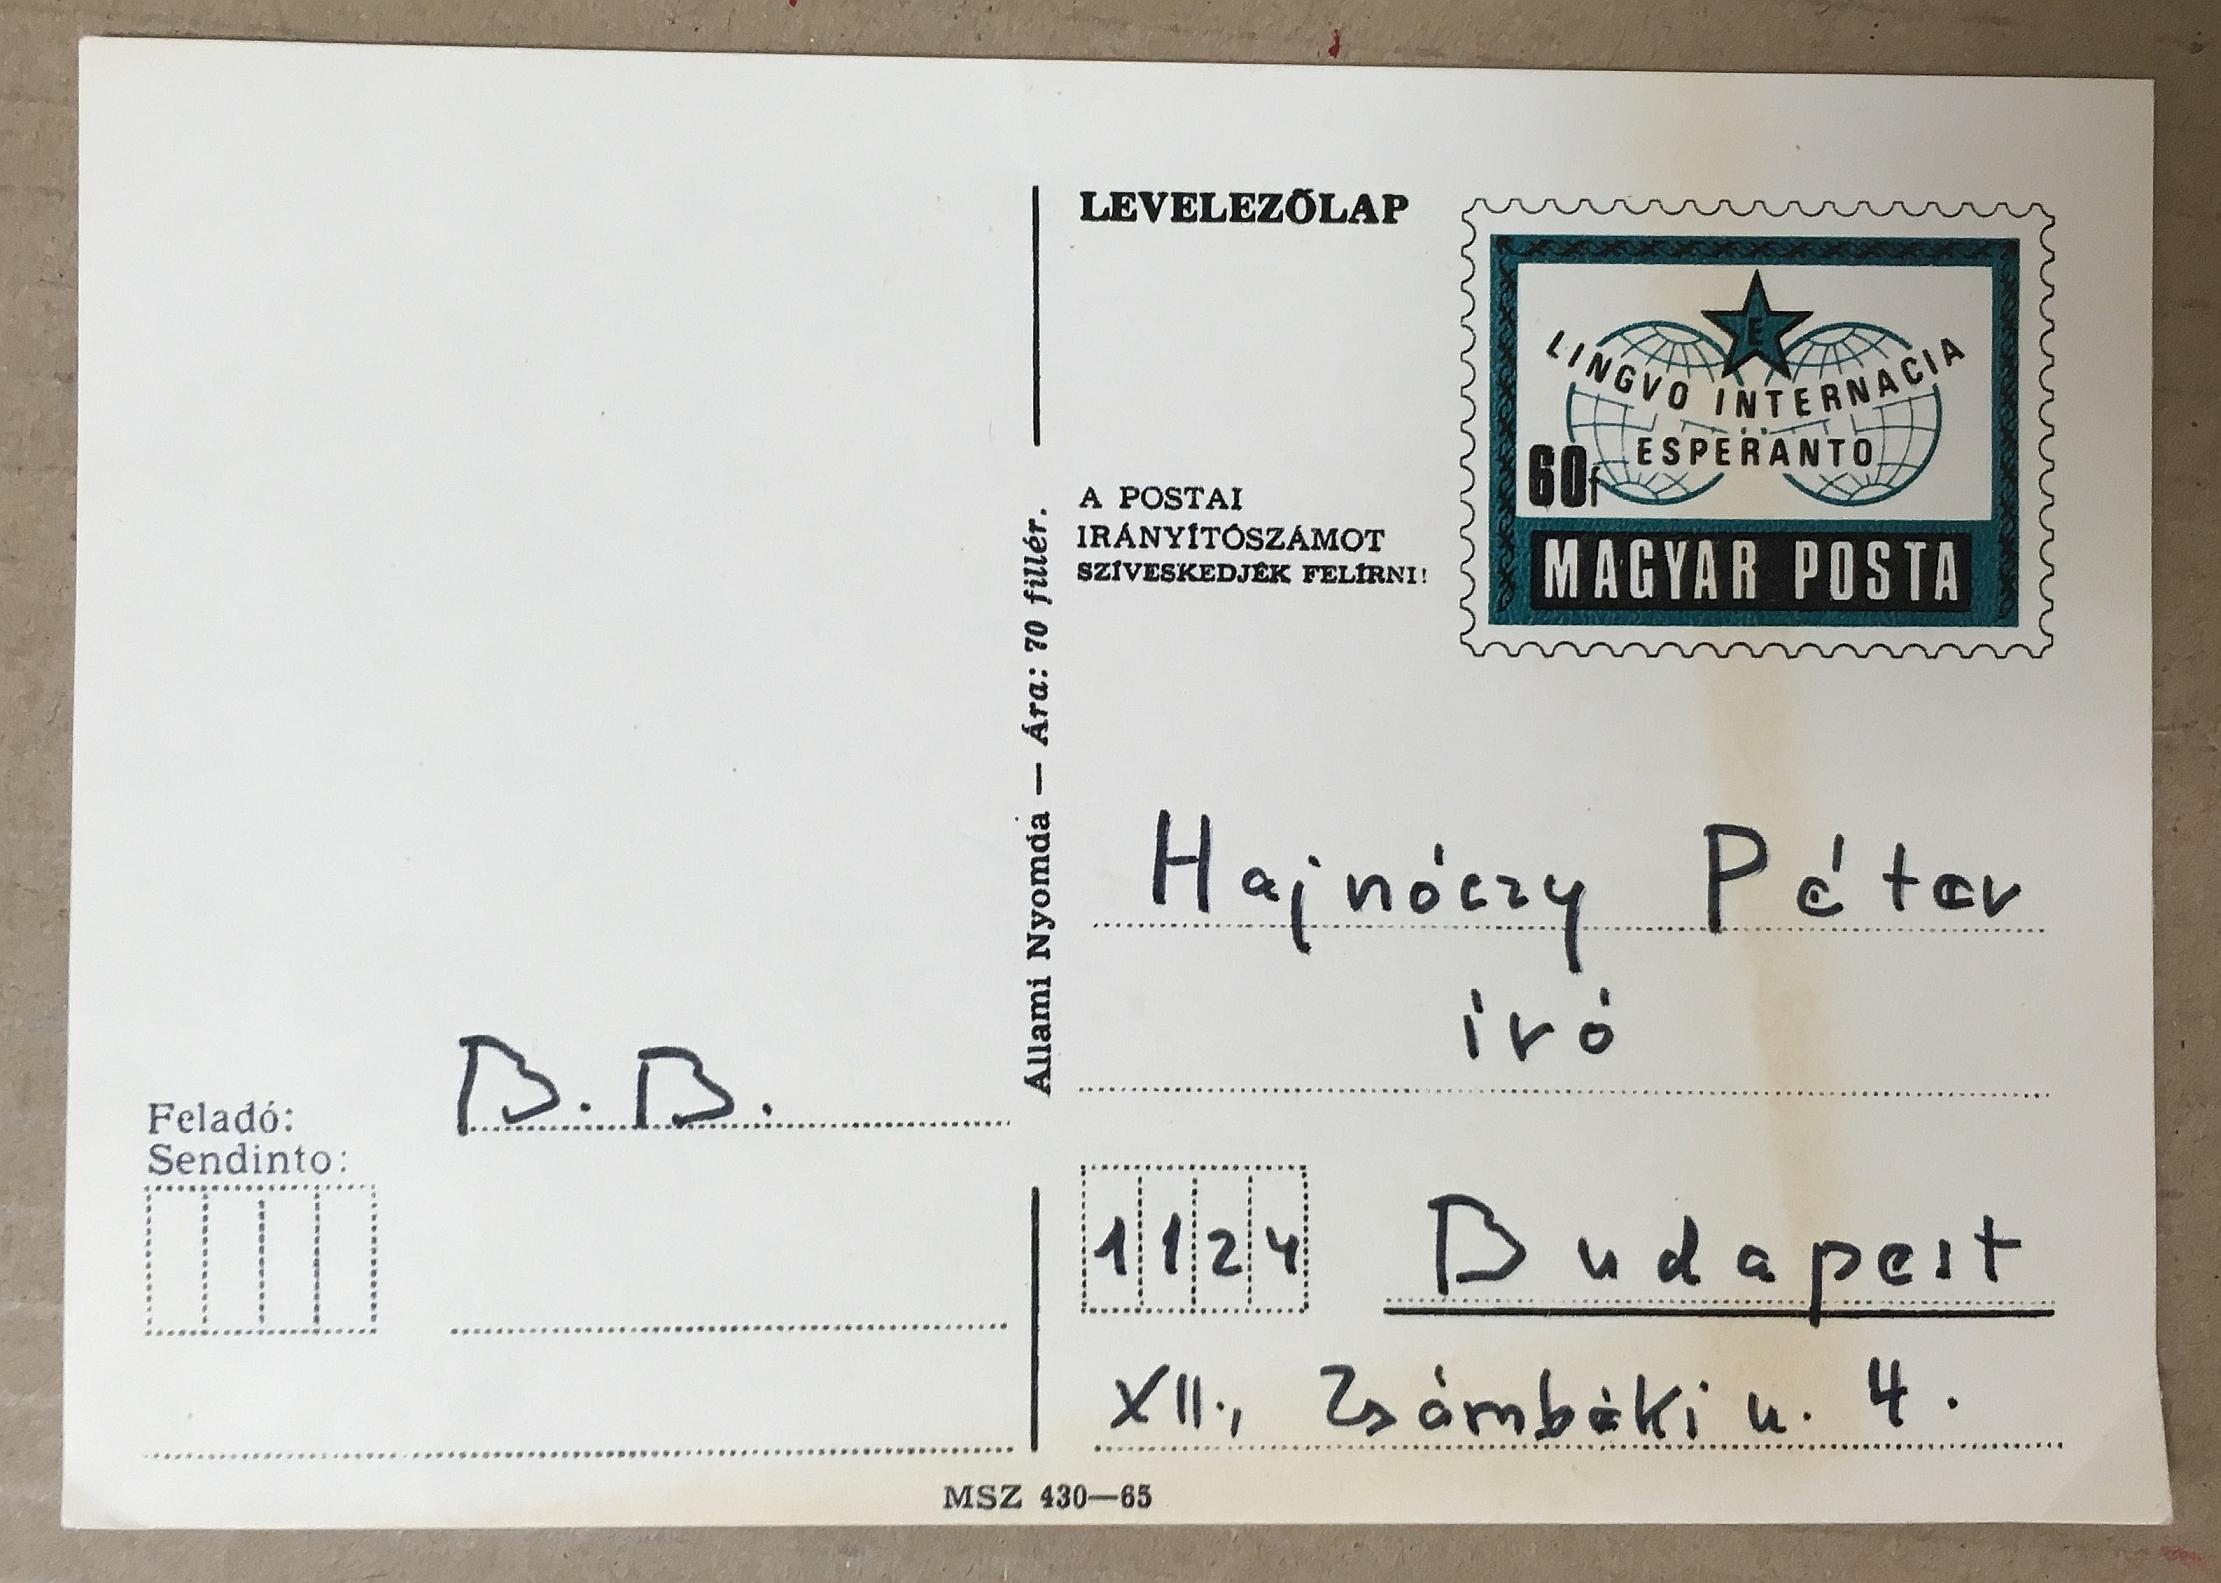 LEVELEZŐLAP
E
LINGVO INTERNACIA
ESPERANTO
60f
MAGYAR POSTA
A POSTAI
IRÁNYÍTÓSZÁMOT
SZÍVESKEDJÉK FELÍRNI!
Állami Nyomda — Ára: 70 fillér.
Hajnóczy Péter
író
1124 Budapest
XII., Zsámbéki u. 4.
Feladó: B. B.
Sendinto:
MSZ 430—65